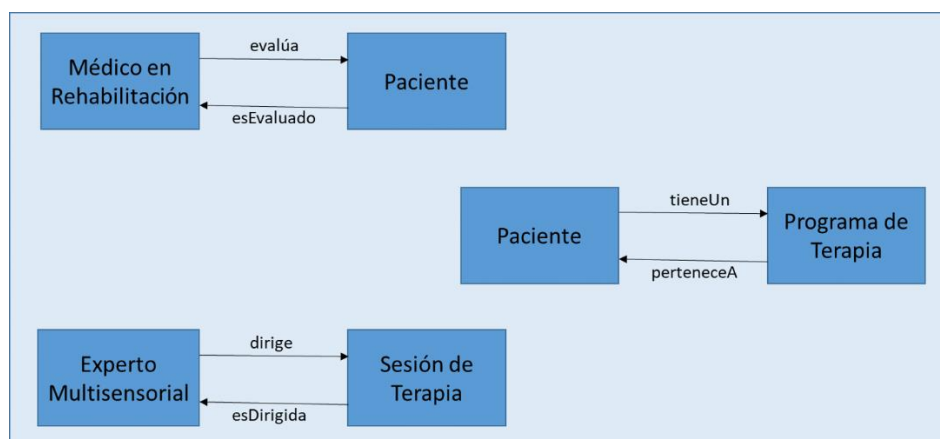 evalúa
Médico en
Rehabilitación
Paciente
esEvaluado
tieneUn
Paciente
Programa de
Terapia
perteneceA
dirige
Experto
Multisensorial
Sesión de
Terapia
esDirigida